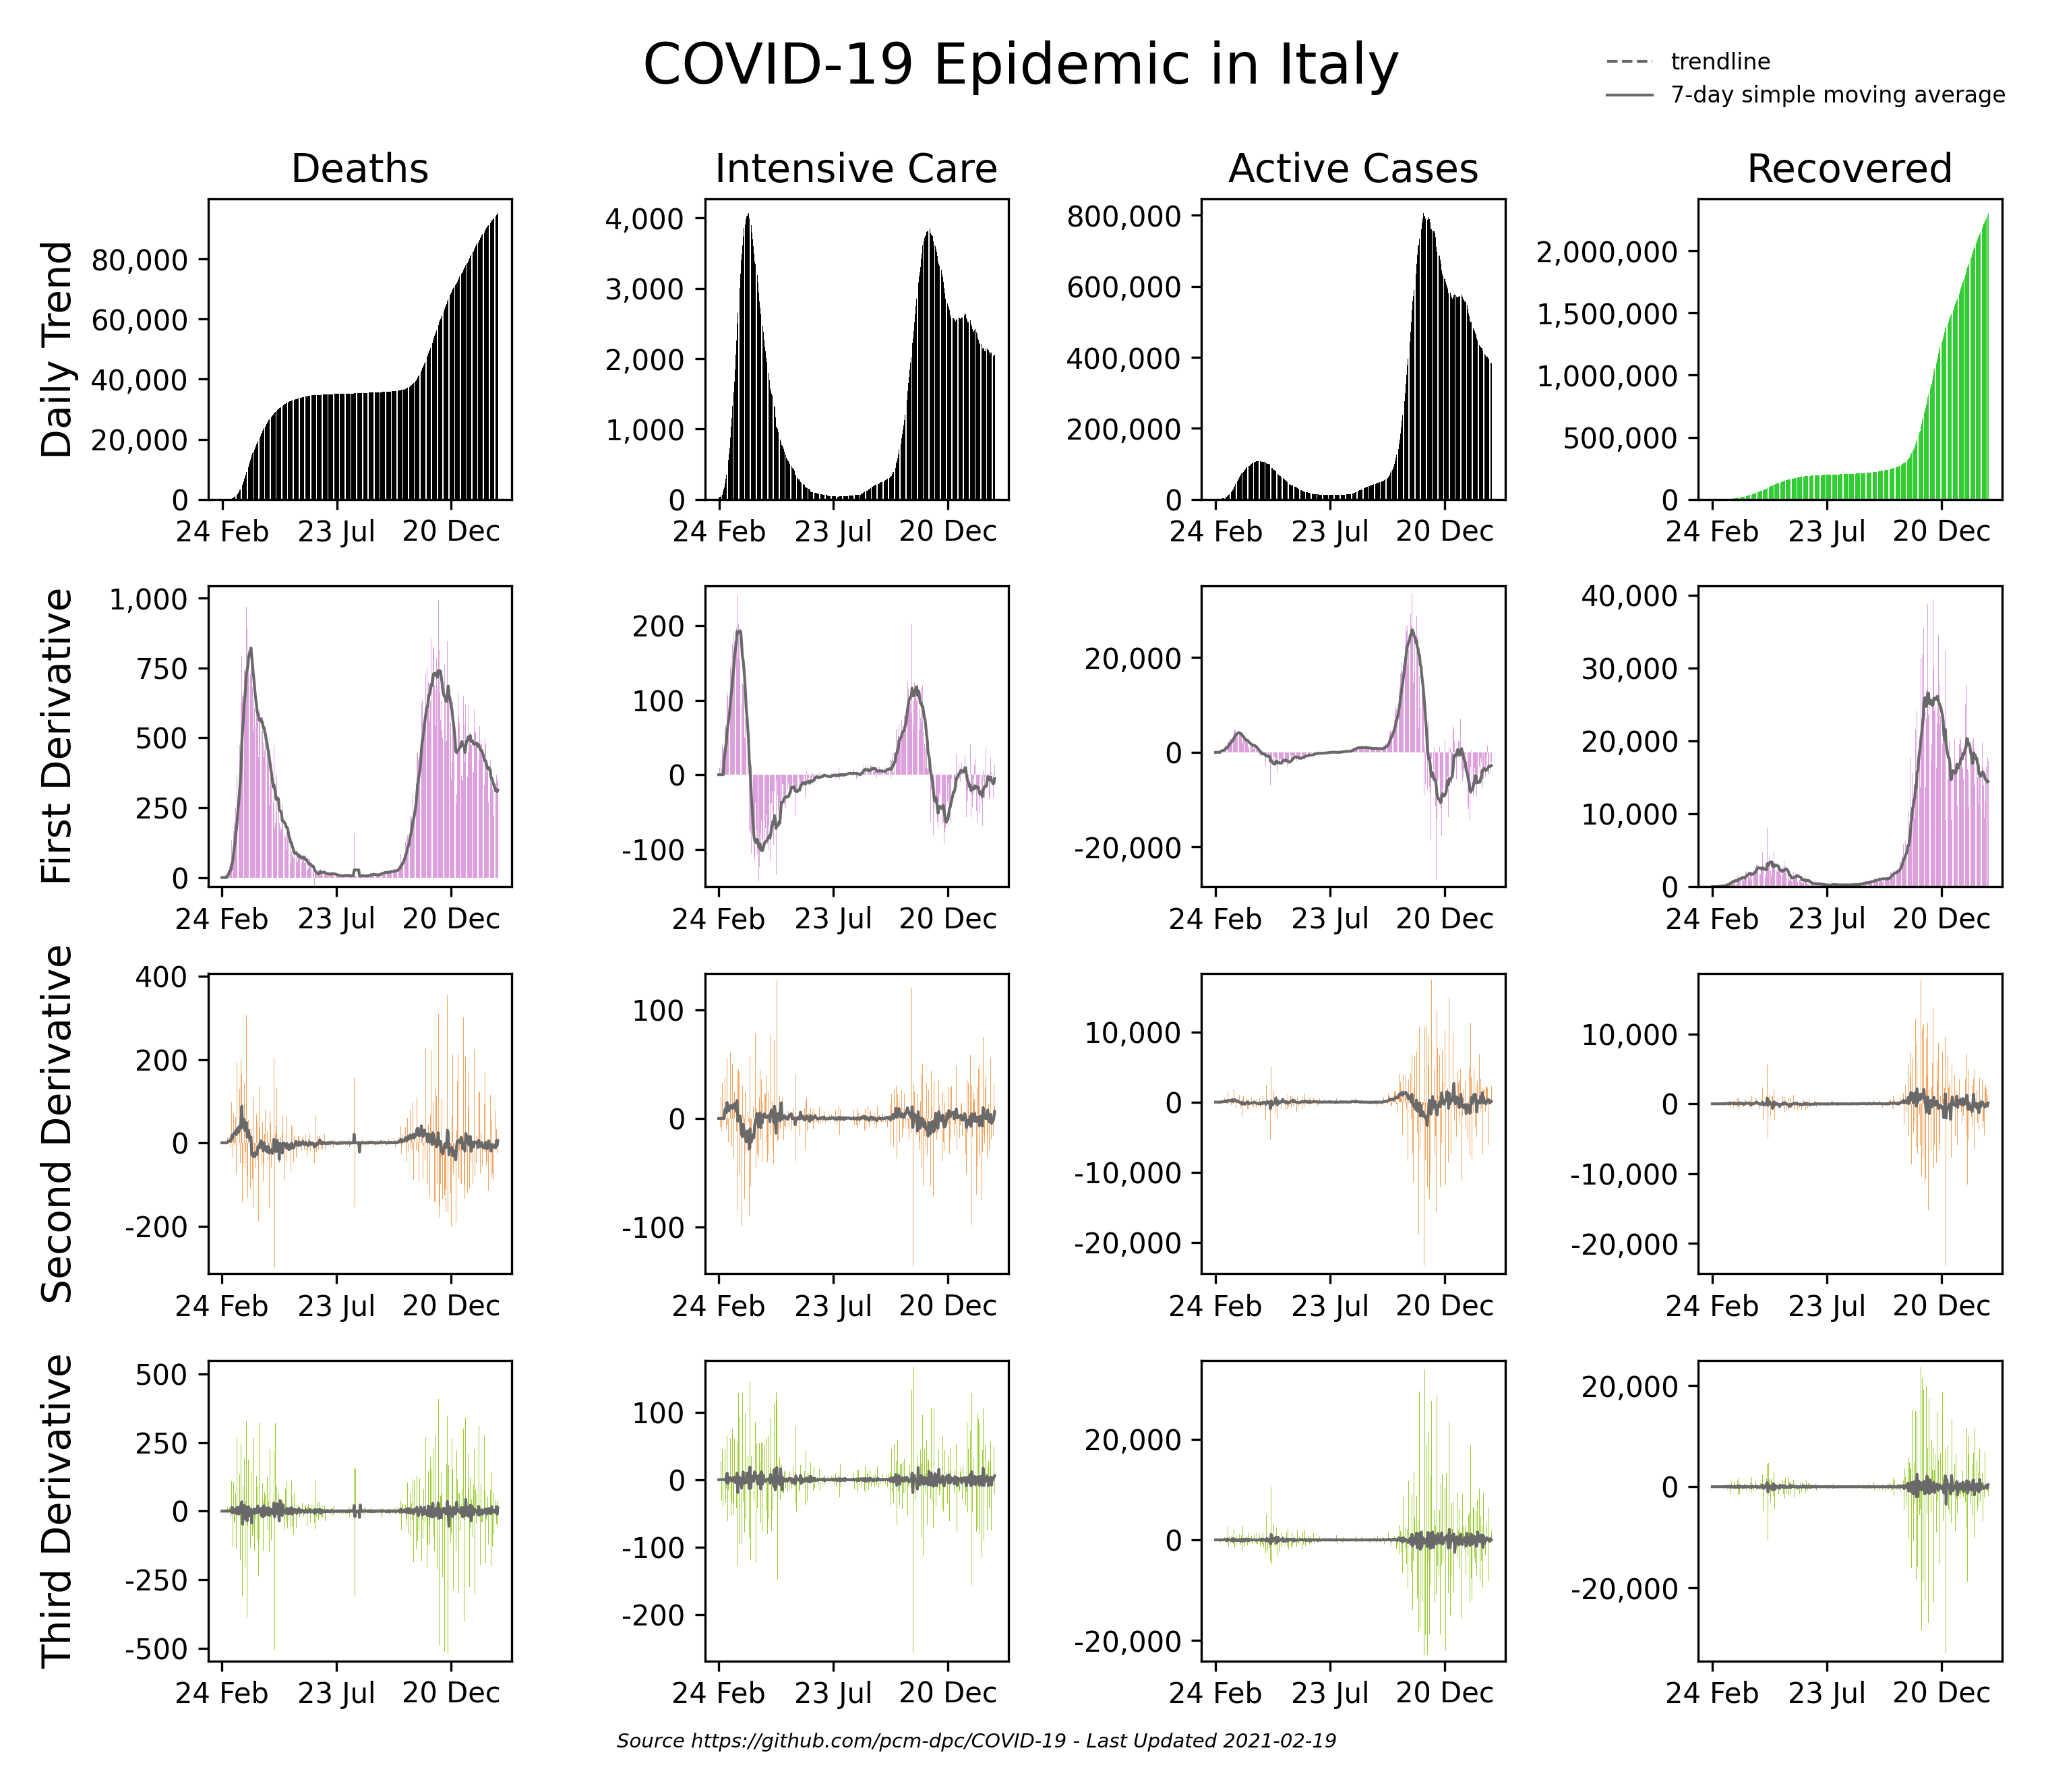 COVID-19 Epidemic in Italy
trendline
7-day simple moving average
Deaths
Intensive Care
Active Cases
Recovered
Daily Trend
80,000
60,000
40,000
20,000
0
24 Feb 23 Jul 20 Dec
4,000
3,000
2,000
1,000
0
24 Feb 23 Jul 20 Dec
800,000
600,000
400,000
200,000
0
24 Feb 23 Jul 20 Dec
2,000,000
1,500,000
1,000,000
500,000
0
24 Feb 23 Jul 20 Dec
First Derivative
1,000
750
500
250
0
24 Feb 23 Jul 20 Dec
200
100
0
-100
24 Feb 23 Jul 20 Dec
20,000
0
-20,000
24 Feb 23 Jul 20 Dec
40,000
30,000
20,000
10,000
0
24 Feb 23 Jul 20 Dec
Second Derivative
400
200
0
-200
24 Feb 23 Jul 20 Dec
100
0
-100
24 Feb 23 Jul 20 Dec
10,000
0
-10,000
-20,000
24 Feb 23 Jul 20 Dec
10,000
0
-10,000
-20,000
24 Feb 23 Jul 20 Dec
Third Derivative
500
250
0
-250
-500
24 Feb 23 Jul 20 Dec
100
0
-100
-200
24 Feb 23 Jul 20 Dec
20,000
0
-20,000
24 Feb 23 Jul 20 Dec
20,000
0
-20,000
24 Feb 23 Jul 20 Dec
Source https://github.com/pcm-dpc/COVID-19 - Last Updated 2021-02-19